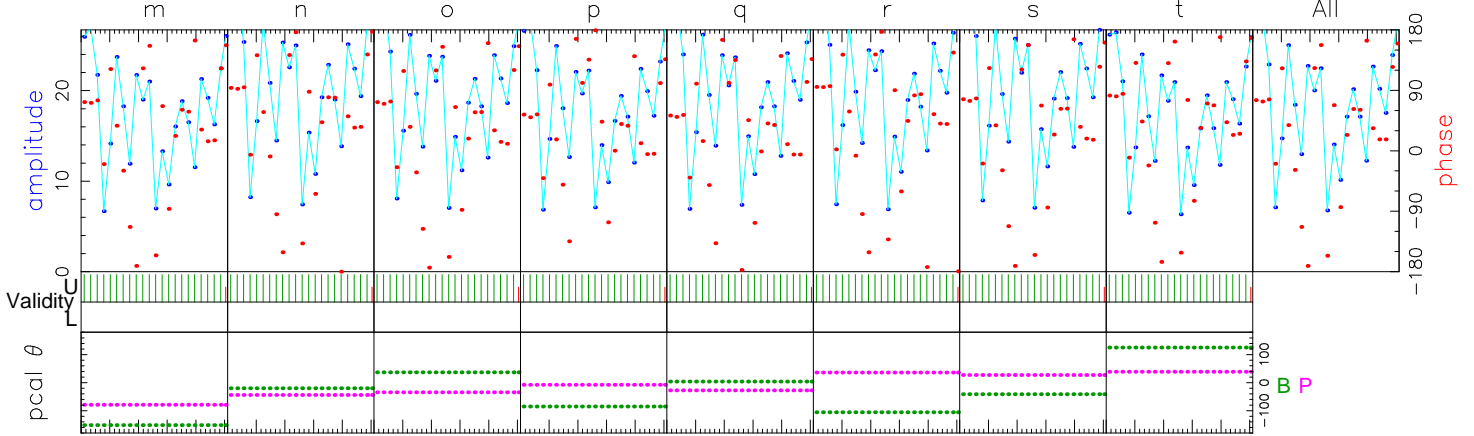 m n o p q r s t All
amplitude
20
10
0
180
90
0
−90
−180
phase
Validity
U
L
pcal θ
100
0
−100
B P